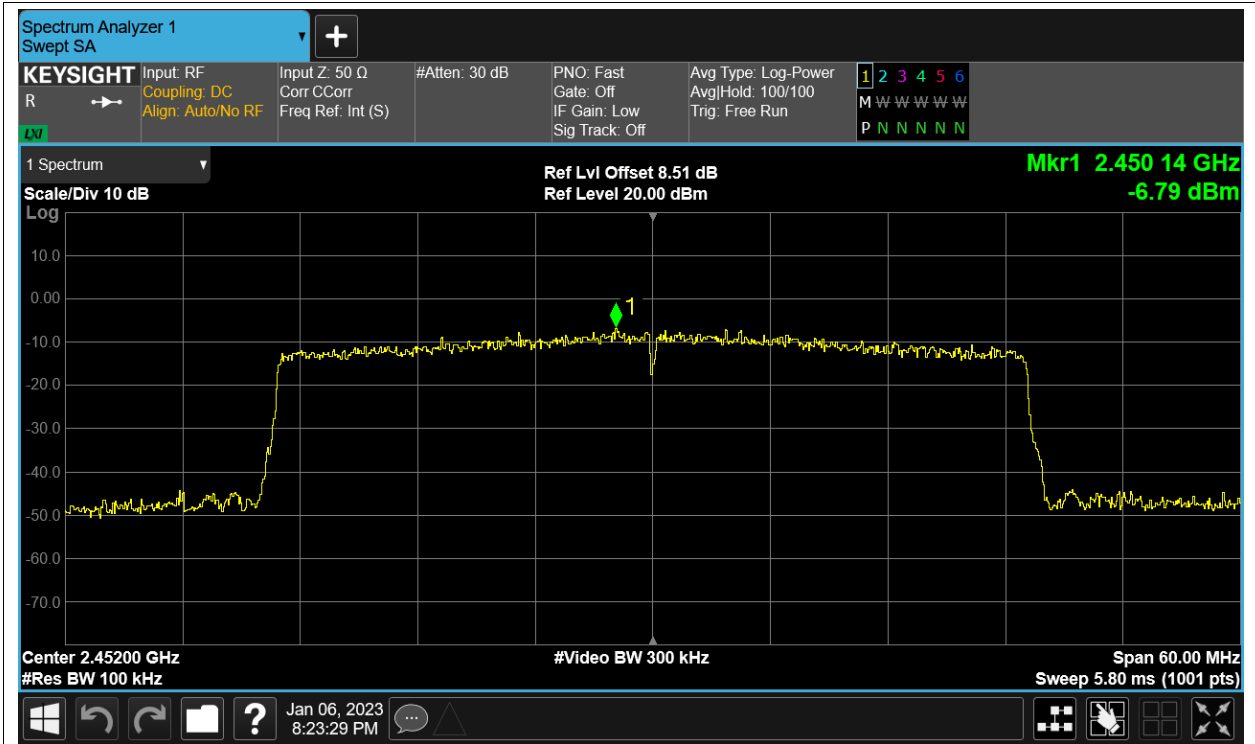 Spectrum Analyzer 1
Swept SA
KEYSIGHT
R
LXI
Input: RF
Coupling: DC
Align: Auto/No RF
Input Z: 50 Ω
Corr CCorr
Freq Ref: Int (S)
#Atten: 30 dB
PNO: Fast
Gate: Off
IF Gain: Low
Sig Track: Off
Avg Type: Log-Power
Avg|Hold: 100/100
Trig: Free Run
1 2 3 4 5 6
M W W W W W
P N N N N N
1 Spectrum
Scale/Div 10 dB
Log
Ref Lvl Offset 8.51 dB
Ref Level 20.00 dBm
Mkr1 2.450 14 GHz
-6.79 dBm
10.0
0.00
-10.0
-20.0
-30.0
-40.0
-50.0
-60.0
-70.0
1
Center 2.45200 GHz
#Res BW 100 kHz
#Video BW 300 kHz
Span 60.00 MHz
Sweep 5.80 ms (1001 pts)
?
Jan 06, 2023
8:23:29 PM